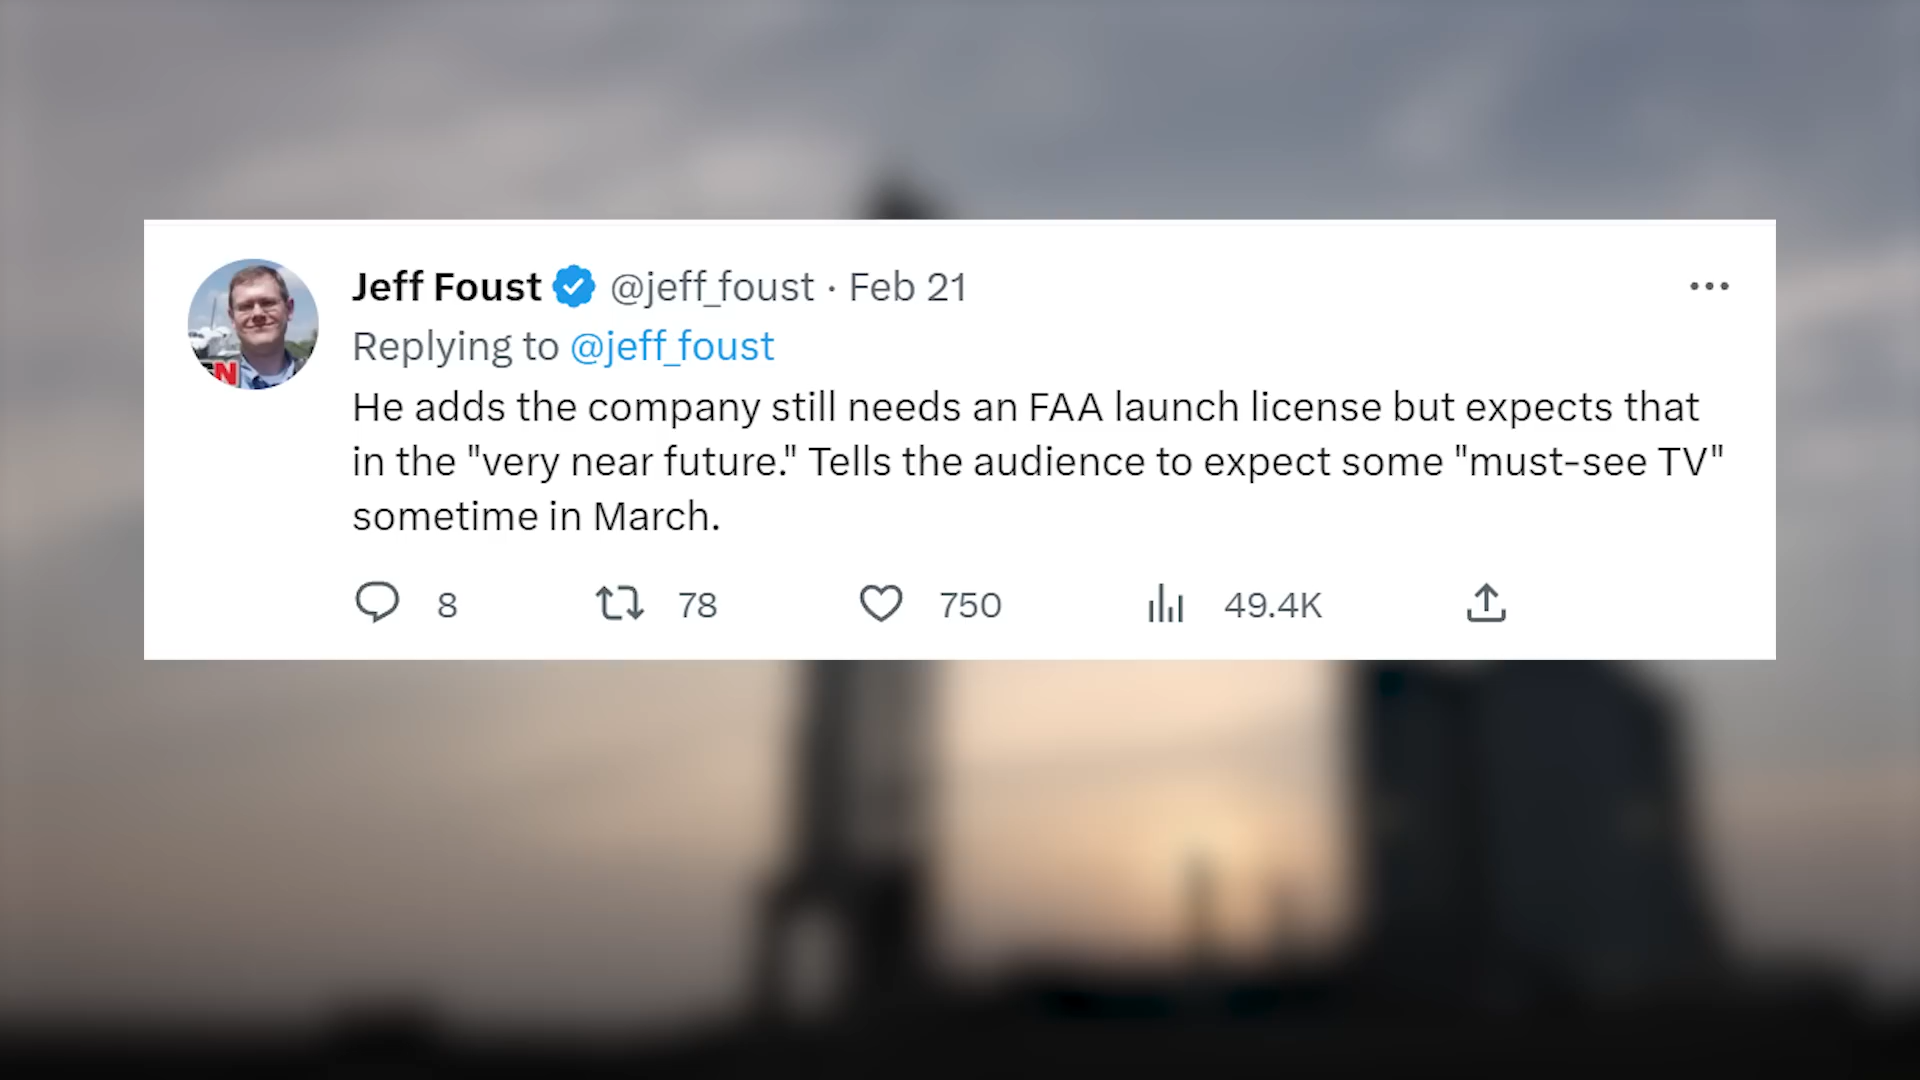 Jeff Foust @jeff_foust · Feb 21
Replying to @jeff_foust
He adds the company still needs an FAA launch license but expects that
in the "very near future." Tells the audience to expect some "must-see TV"
sometime in March.
8 78 750 49.4K
N